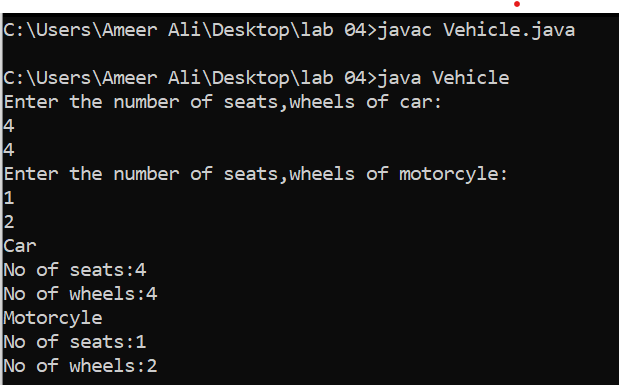 C:\Users\Ameer Ali\Desktop\lab 04>javac Vehicle.java
C:\Users\Ameer Ali\Desktop\lab 04>java Vehicle
Enter the number of seats,wheels of car:
4
4
Enter the number of seats,wheels of motorcyle:
1
2
Car
No of seats:4
No of wheels:4
Motorcyle
No of seats:1
No of wheels:2